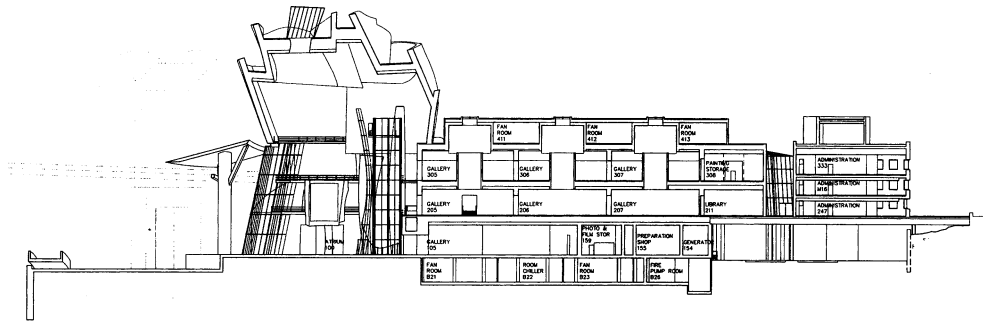 FAN
ROOM
411
FAN
ROOM
412
FAN
ROOM
413
GALLERY
305
GALLERY
306
GALLERY
307
PAINTING
STORAGE
308
ADMINISTRATION
333
ADMINISTRATION
M16
GALLERY
205
GALLERY
206
GALLERY
207
LIBRARY
211
ADMINISTRATION
247
ATRIUM
100
GALLERY
105
PHOTO &
FILM STOR
159
PREPARATION
SHOP
155
GENERATOR
154
FAN
ROOM
B21
ROOM
CHILLER
B22
FAN
ROOM
B23
FIRE
PUMP ROOM
B26